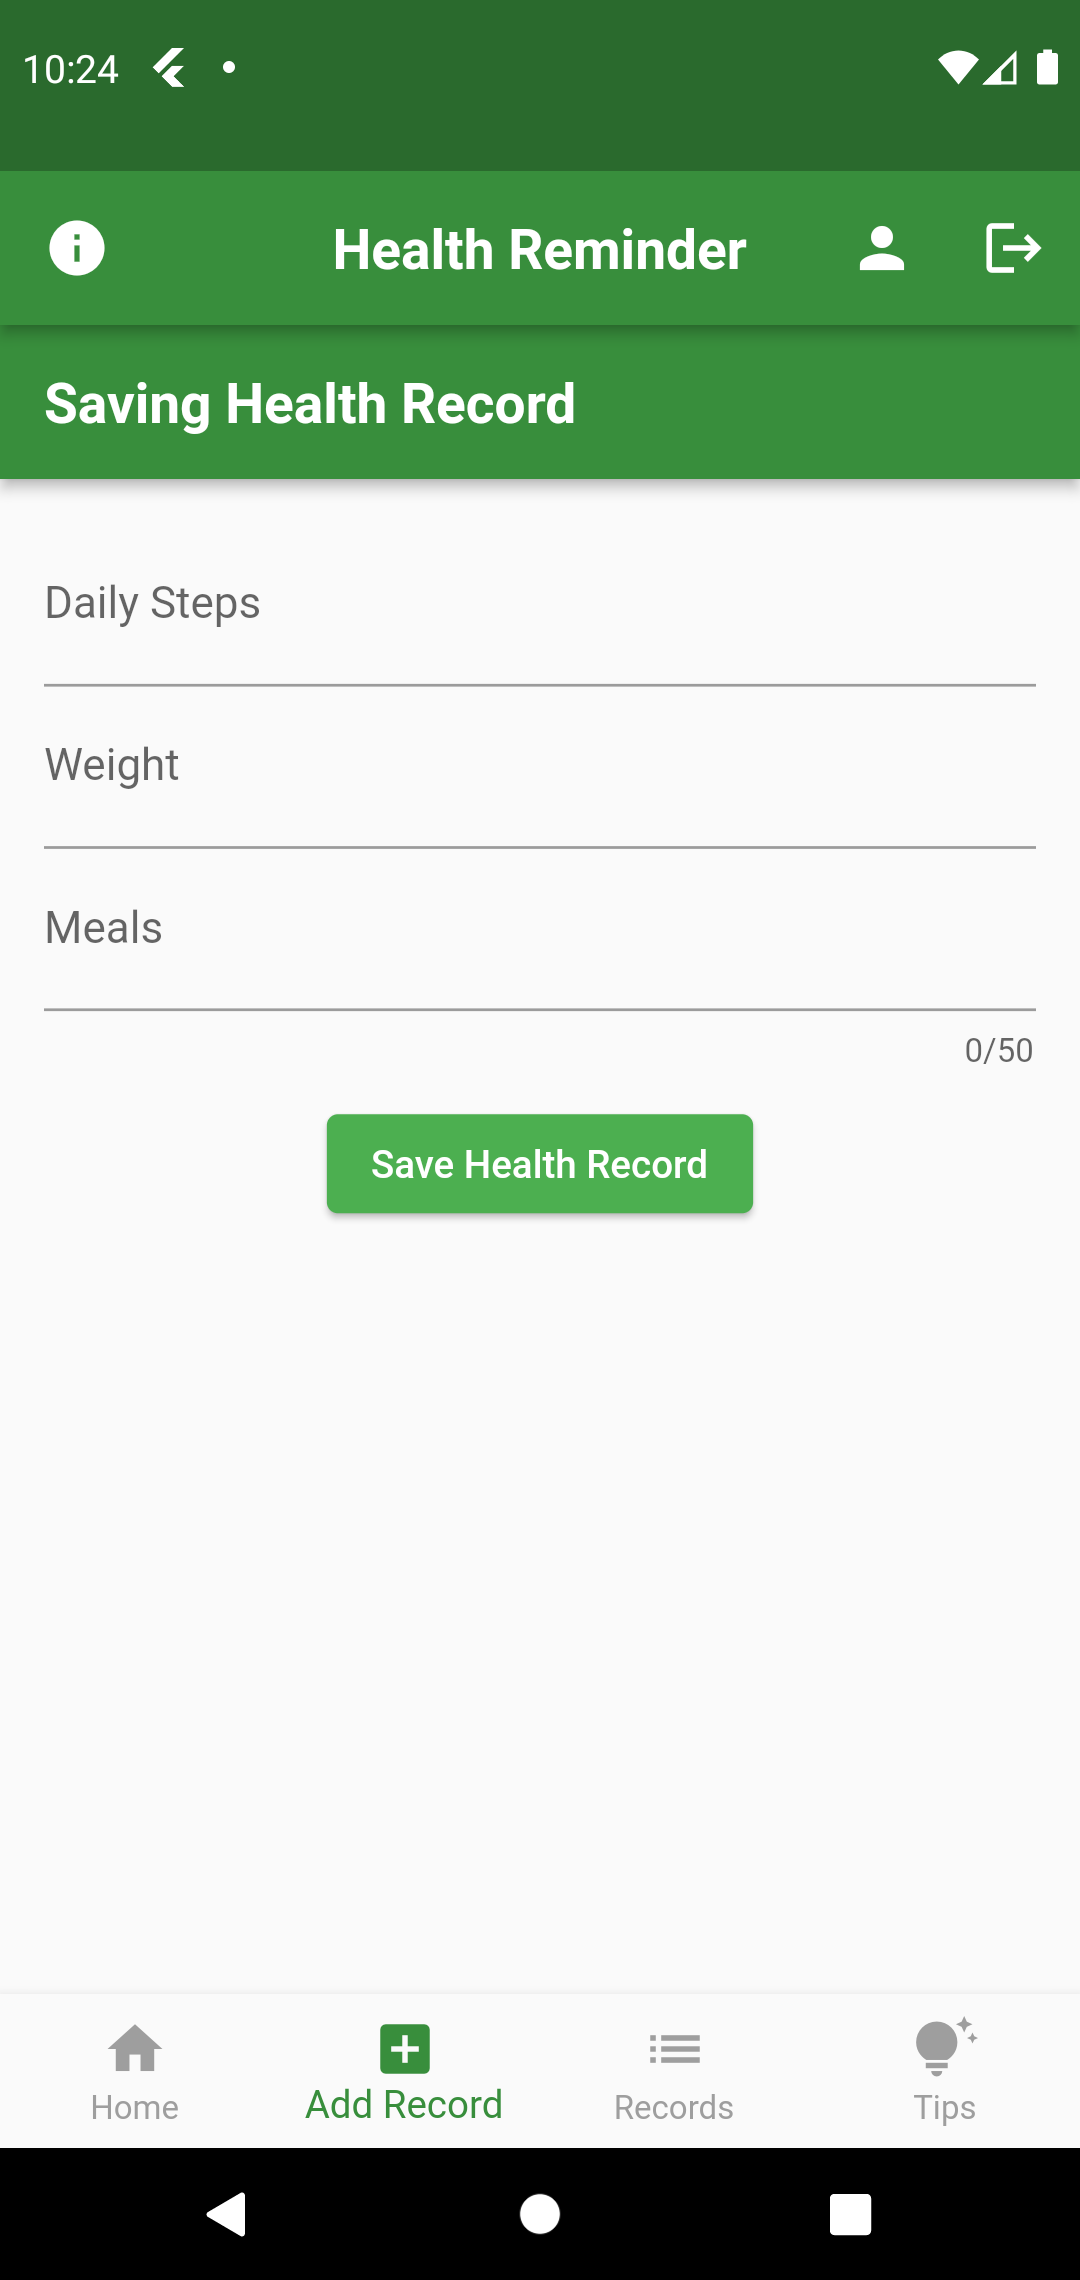 10:24
Health Reminder
Saving Health Record
Daily Steps
Weight
Meals
0/50
Save Health Record
Home
Add Record
Records
Tips